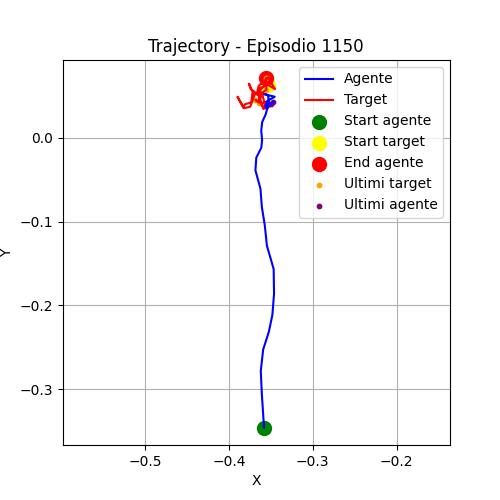 Trajectory - Episodio 1150
Agente
Target
Start agente
Start target
End agente
Ultimi target
Ultimi agente
Y
0.0
−0.1
−0.2
−0.3
−0.5
−0.4
−0.3
−0.2
X